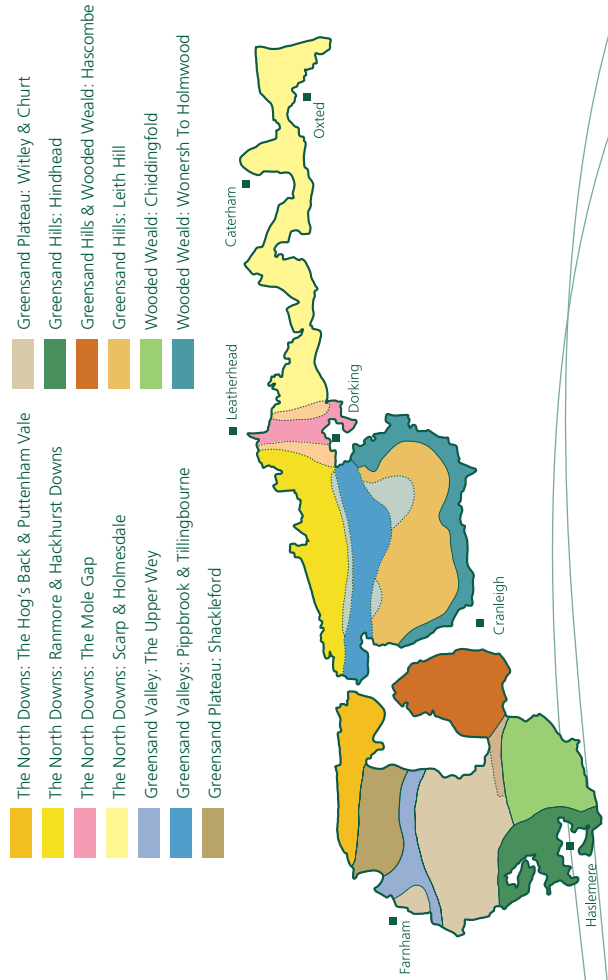 The North Downs: The Hog's Back & Puttenham Vale
The North Downs: Ranmore & Hackhurst Downs
The North Downs: The Mole Gap
The North Downs: Scarp & Holmesdale
Greensand Valley: The Upper Wey
Greensand Valleys: Pippbrook & Tillingbourne
Greensand Plateau: Shackleford
Greensand Plateau: Witley & Churt
Greensand Hills: Hindhead
Greensand Hills & Wooded Weald: Hascombe
Greensand Hills: Leith Hill
Wooded Weald: Chiddingfold
Wooded Weald: Wonersh To Holmwood
Farnham
Haslemere
Cranleigh
Leatherhead
Dorking
Caterham
Oxted